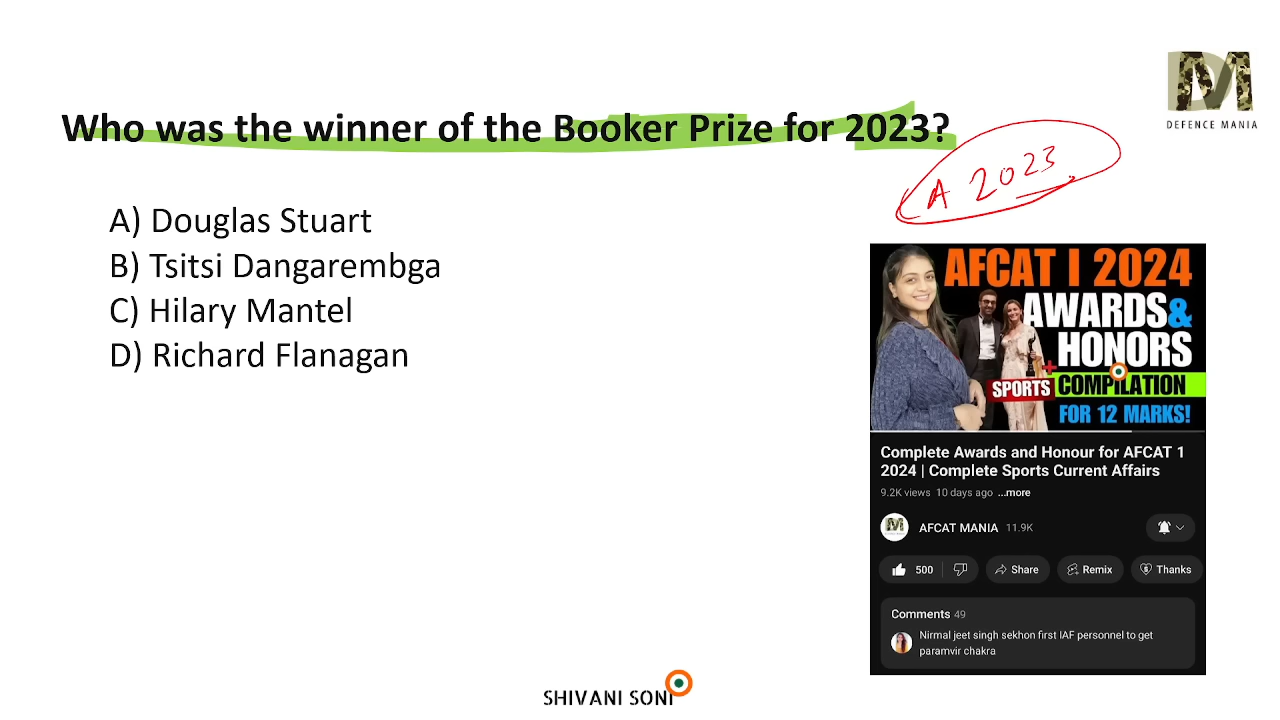 DM
DEFENCE MANIA
Who was the winner of the Booker Prize for 2023?
A 2023
A) Douglas Stuart
B) Tsitsi Dangarembga
C) Hilary Mantel
D) Richard Flanagan
AFCAT I 2024
AWARDS&
HONORS
+
SPORTS COMPILATION
FOR 12 MARKS!
Complete Awards and Honour for AFCAT 1
2024 | Complete Sports Current Affairs
9.2K views 10 days ago ...more
AFCAT MANIA 11.9K
500 Share Remix Thanks
Comments 49
Nirmal jeet singh sekhon first IAF personnel to get
paramvir chakra
SHIVANI SONI